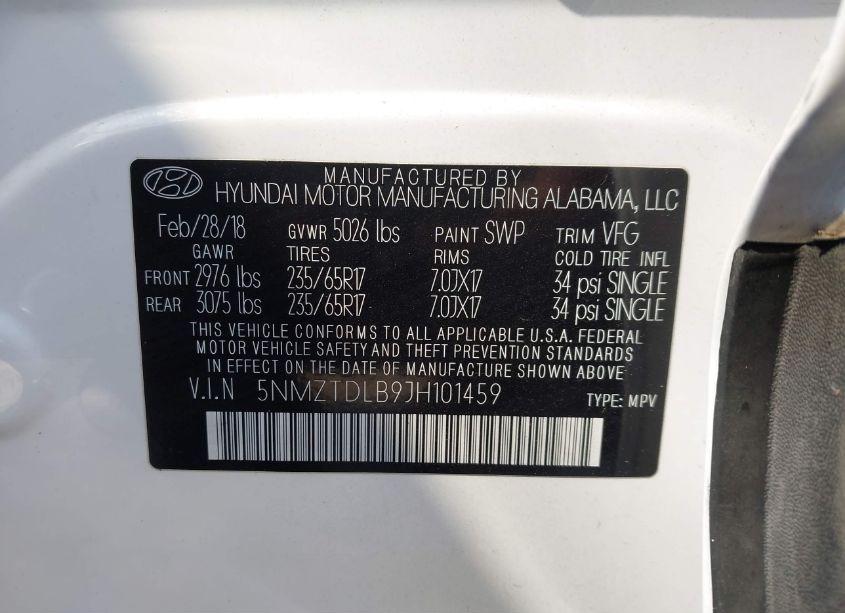 MANUFACTURED BY
HYUNDAI MOTOR MANUFACTURING ALABAMA, LLC
Feb/28/18 GVWR 5026 lbs PAINT SWP TRIM VFG
GAWR TIRES RIMS COLD TIRE INFL
FRONT 2976 lbs 235/65R17 7.0JX17 34 psi SINGLE
REAR 3075 lbs 235/65R17 7.0JX17 34 psi SINGLE
THIS VEHICLE CONFORMS TO ALL APPLICABLE U.S.A. FEDERAL
MOTOR VEHICLE SAFETY AND THEFT PREVENTION STANDARDS
IN EFFECT ON THE DATE OF MANUFACTURE SHOWN ABOVE.
V.I.N 5NMZTDLB9JH101459 TYPE: MPV